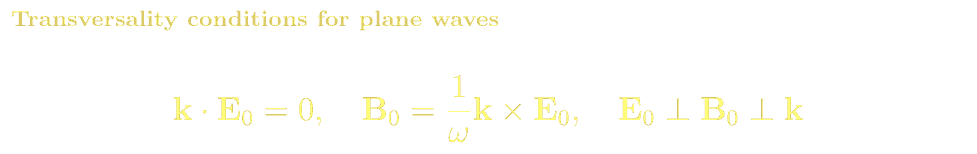 Transversality conditions for plane waves
k · E₀ = 0, B₀ = 1/ω k × E₀, E₀ ⊥ B₀ ⊥ k